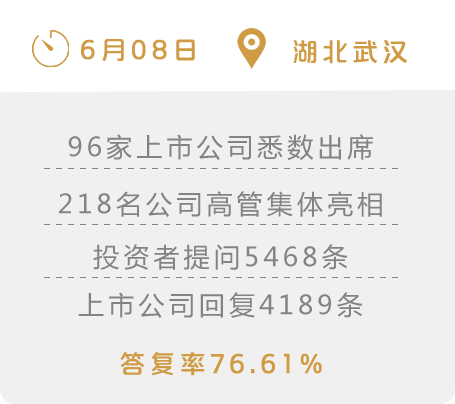 6月08日 湖北武汉
96家上市公司悉数出席
218名公司高管集体亮相
投资者提问5468条
上市公司回复4189条
答复率76.61%